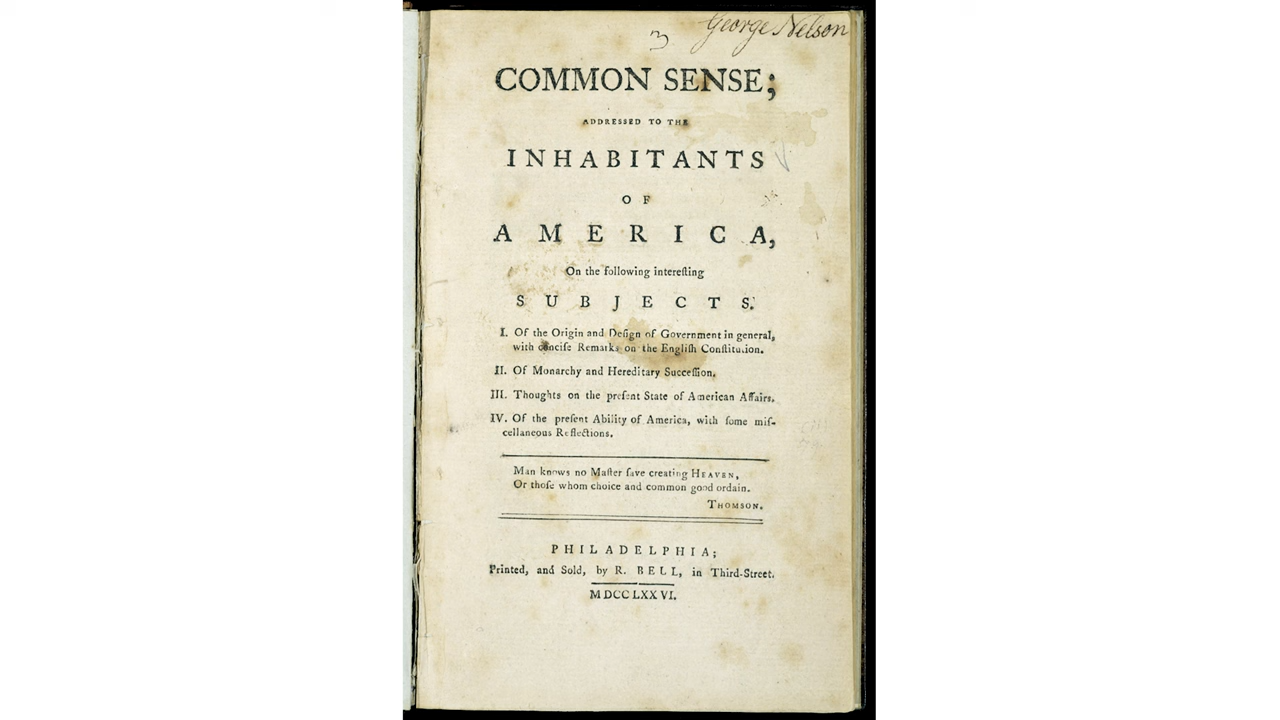 George Nelson
3
COMMON SENSE;
ADDRESSED TO THE
INHABITANTS
OF
AMERICA,
On the following intereſting
SUBJECTS.
I. Of the Origin and Deſign of Government in general,
with conciſe Remarks on the Engliſh Conſtitution.
II. Of Monarchy and Hereditary Succeſſion.
III. Thoughts on the preſent State of American Affairs.
IV. Of the preſent Ability of America, with ſome miſ-
cellaneous Reflections.
Man knows no Maſter ſave creating HEAVEN,
Or thoſe whom choice and common good ordain.
THOMSON.
PHILADELPHIA;
Printed, and Sold, by R. BELL, in Third-Street.
MDCCLXXVI.